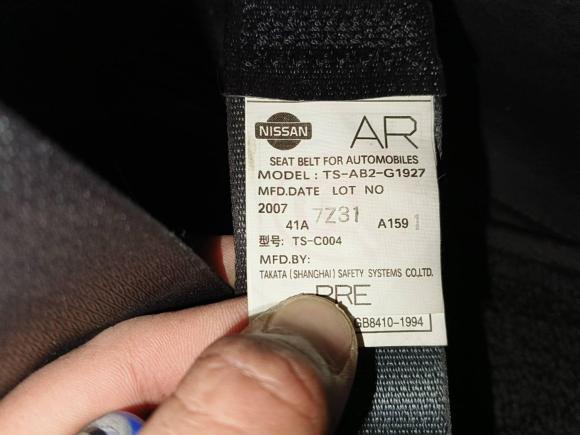 NISSAN AR
SEAT BELT FOR AUTOMOBILES
MODEL: TS-AB2-G1927
MFD.DATE LOT NO
2007 41A 7Z31 A159 1
型号: TS-C004
MFD.BY:
TAKATA (SHANGHAI) SAFETY SYSTEMS CO.LTD.
PRE
GB8410-1994